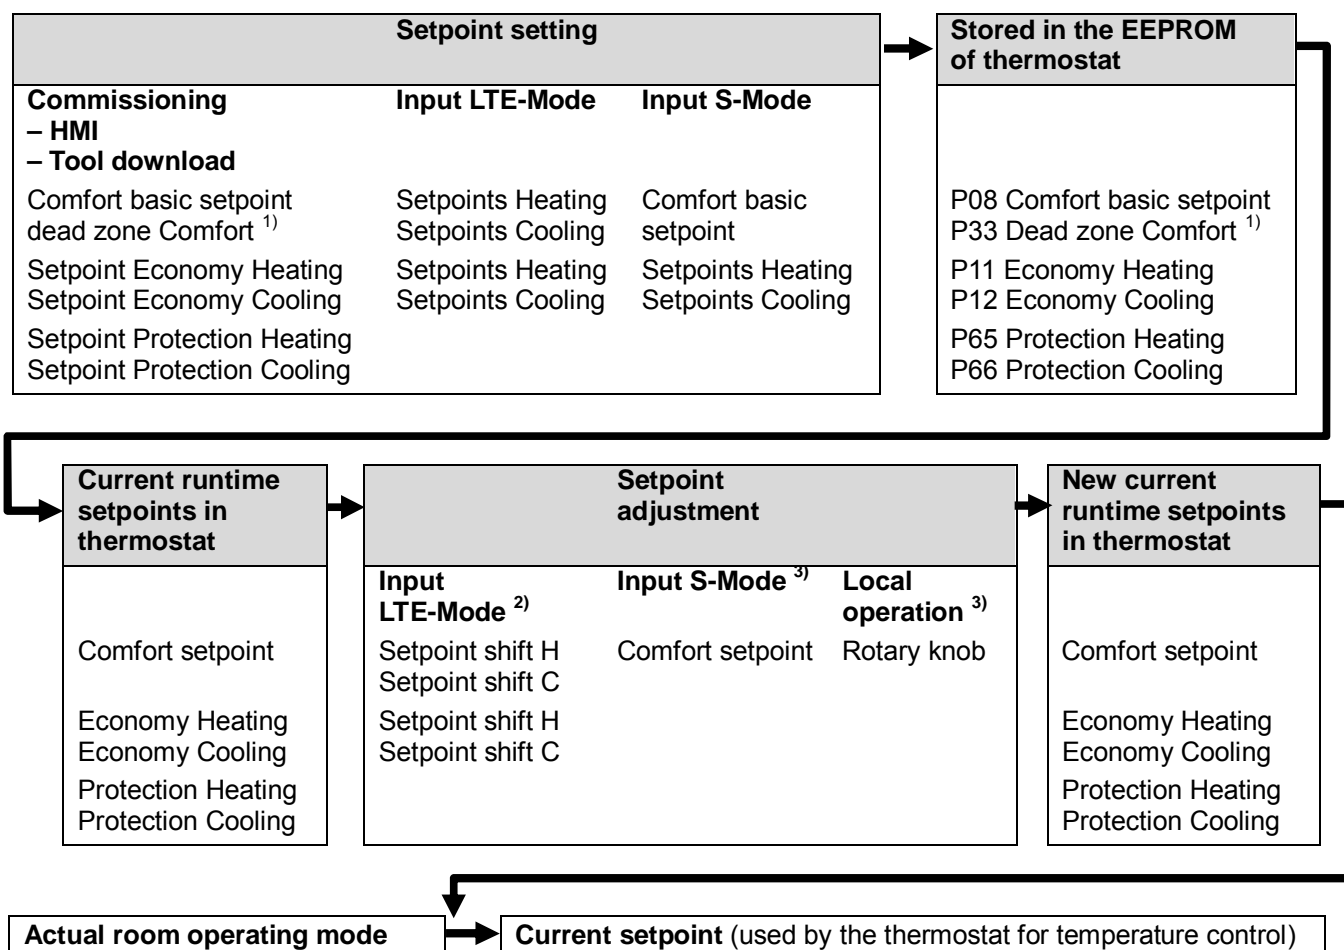 Setpoint setting
Commissioning
– HMI
– Tool download
Input LTE-Mode
Input S-Mode
Comfort basic setpoint
dead zone Comfort 1)
Setpoints Heating
Setpoints Cooling
Comfort basic
setpoint
Setpoint Economy Heating
Setpoint Economy Cooling
Setpoints Heating
Setpoints Cooling
Setpoints Heating
Setpoints Cooling
Setpoint Protection Heating
Setpoint Protection Cooling
Stored in the EEPROM
of thermostat
P08 Comfort basic setpoint
P33 Dead zone Comfort 1)
P11 Economy Heating
P12 Economy Cooling
P65 Protection Heating
P66 Protection Cooling
Current runtime
setpoints in
thermostat
Comfort setpoint
Economy Heating
Economy Cooling
Protection Heating
Protection Cooling
Setpoint
adjustment
Input
LTE-Mode 2)
Input S-Mode 3)
Local
operation 3)
Setpoint shift H
Setpoint shift C
Comfort setpoint
Rotary knob
Setpoint shift H
Setpoint shift C
New current
runtime setpoints
in thermostat
Comfort setpoint
Economy Heating
Economy Cooling
Protection Heating
Protection Cooling
Actual room operating mode
Current setpoint (used by the thermostat for temperature control)